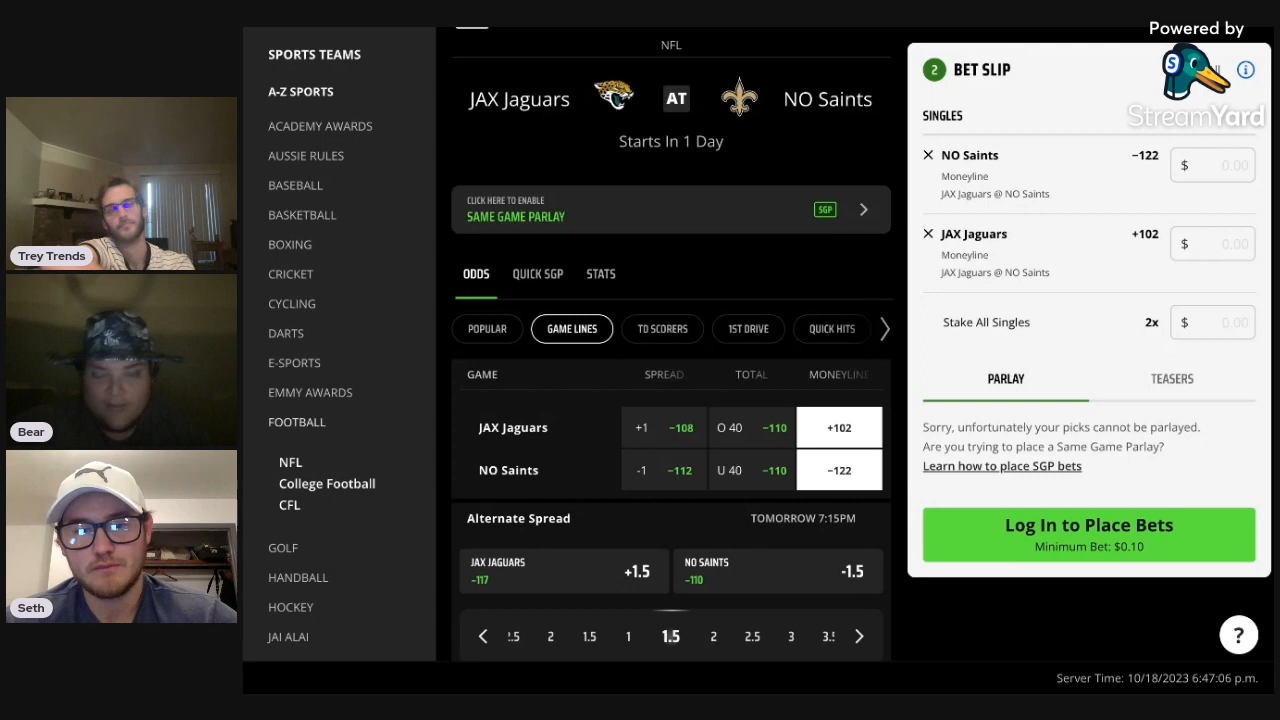 Powered by
StreamYard
Trey Trends
Bear
Seth
SPORTS TEAMS
A-Z SPORTS
ACADEMY AWARDS
AUSSIE RULES
BASEBALL
BASKETBALL
BOXING
CRICKET
CYCLING
DARTS
E-SPORTS
EMMY AWARDS
FOOTBALL
NFL
College Football
CFL
GOLF
HANDBALL
HOCKEY
JAI ALAI
NFL
JAX Jaguars AT NO Saints
Starts In 1 Day
CLICK HERE TO ENABLE
SAME GAME PARLAY SGP
ODDS QUICK SGP STATS
POPULAR GAME LINES TD SCORERS 1ST DRIVE QUICK HITS
GAME SPREAD TOTAL MONEYLINE
JAX Jaguars +1 −108 O 40 −110 +102
NO Saints -1 −112 U 40 −110 −122
Alternate Spread TOMORROW 7:15PM
JAX JAGUARS −117 +1.5
NO SAINTS −110 -1.5
2 1.5 1 1.5 2 2.5 3
2 BET SLIP
SINGLES
NO Saints −122 $ 0.00
Moneyline
JAX Jaguars @ NO Saints
JAX Jaguars +102 $ 0.00
Moneyline
JAX Jaguars @ NO Saints
Stake All Singles 2x $ 0.00
PARLAY TEASERS
Sorry, unfortunately your picks cannot be parlayed.
Are you trying to place a Same Game Parlay?
Learn how to place SGP bets
Log In to Place Bets
Minimum Bet: $0.10
?
Server Time: 10/18/2023 6:47:06 p.m.